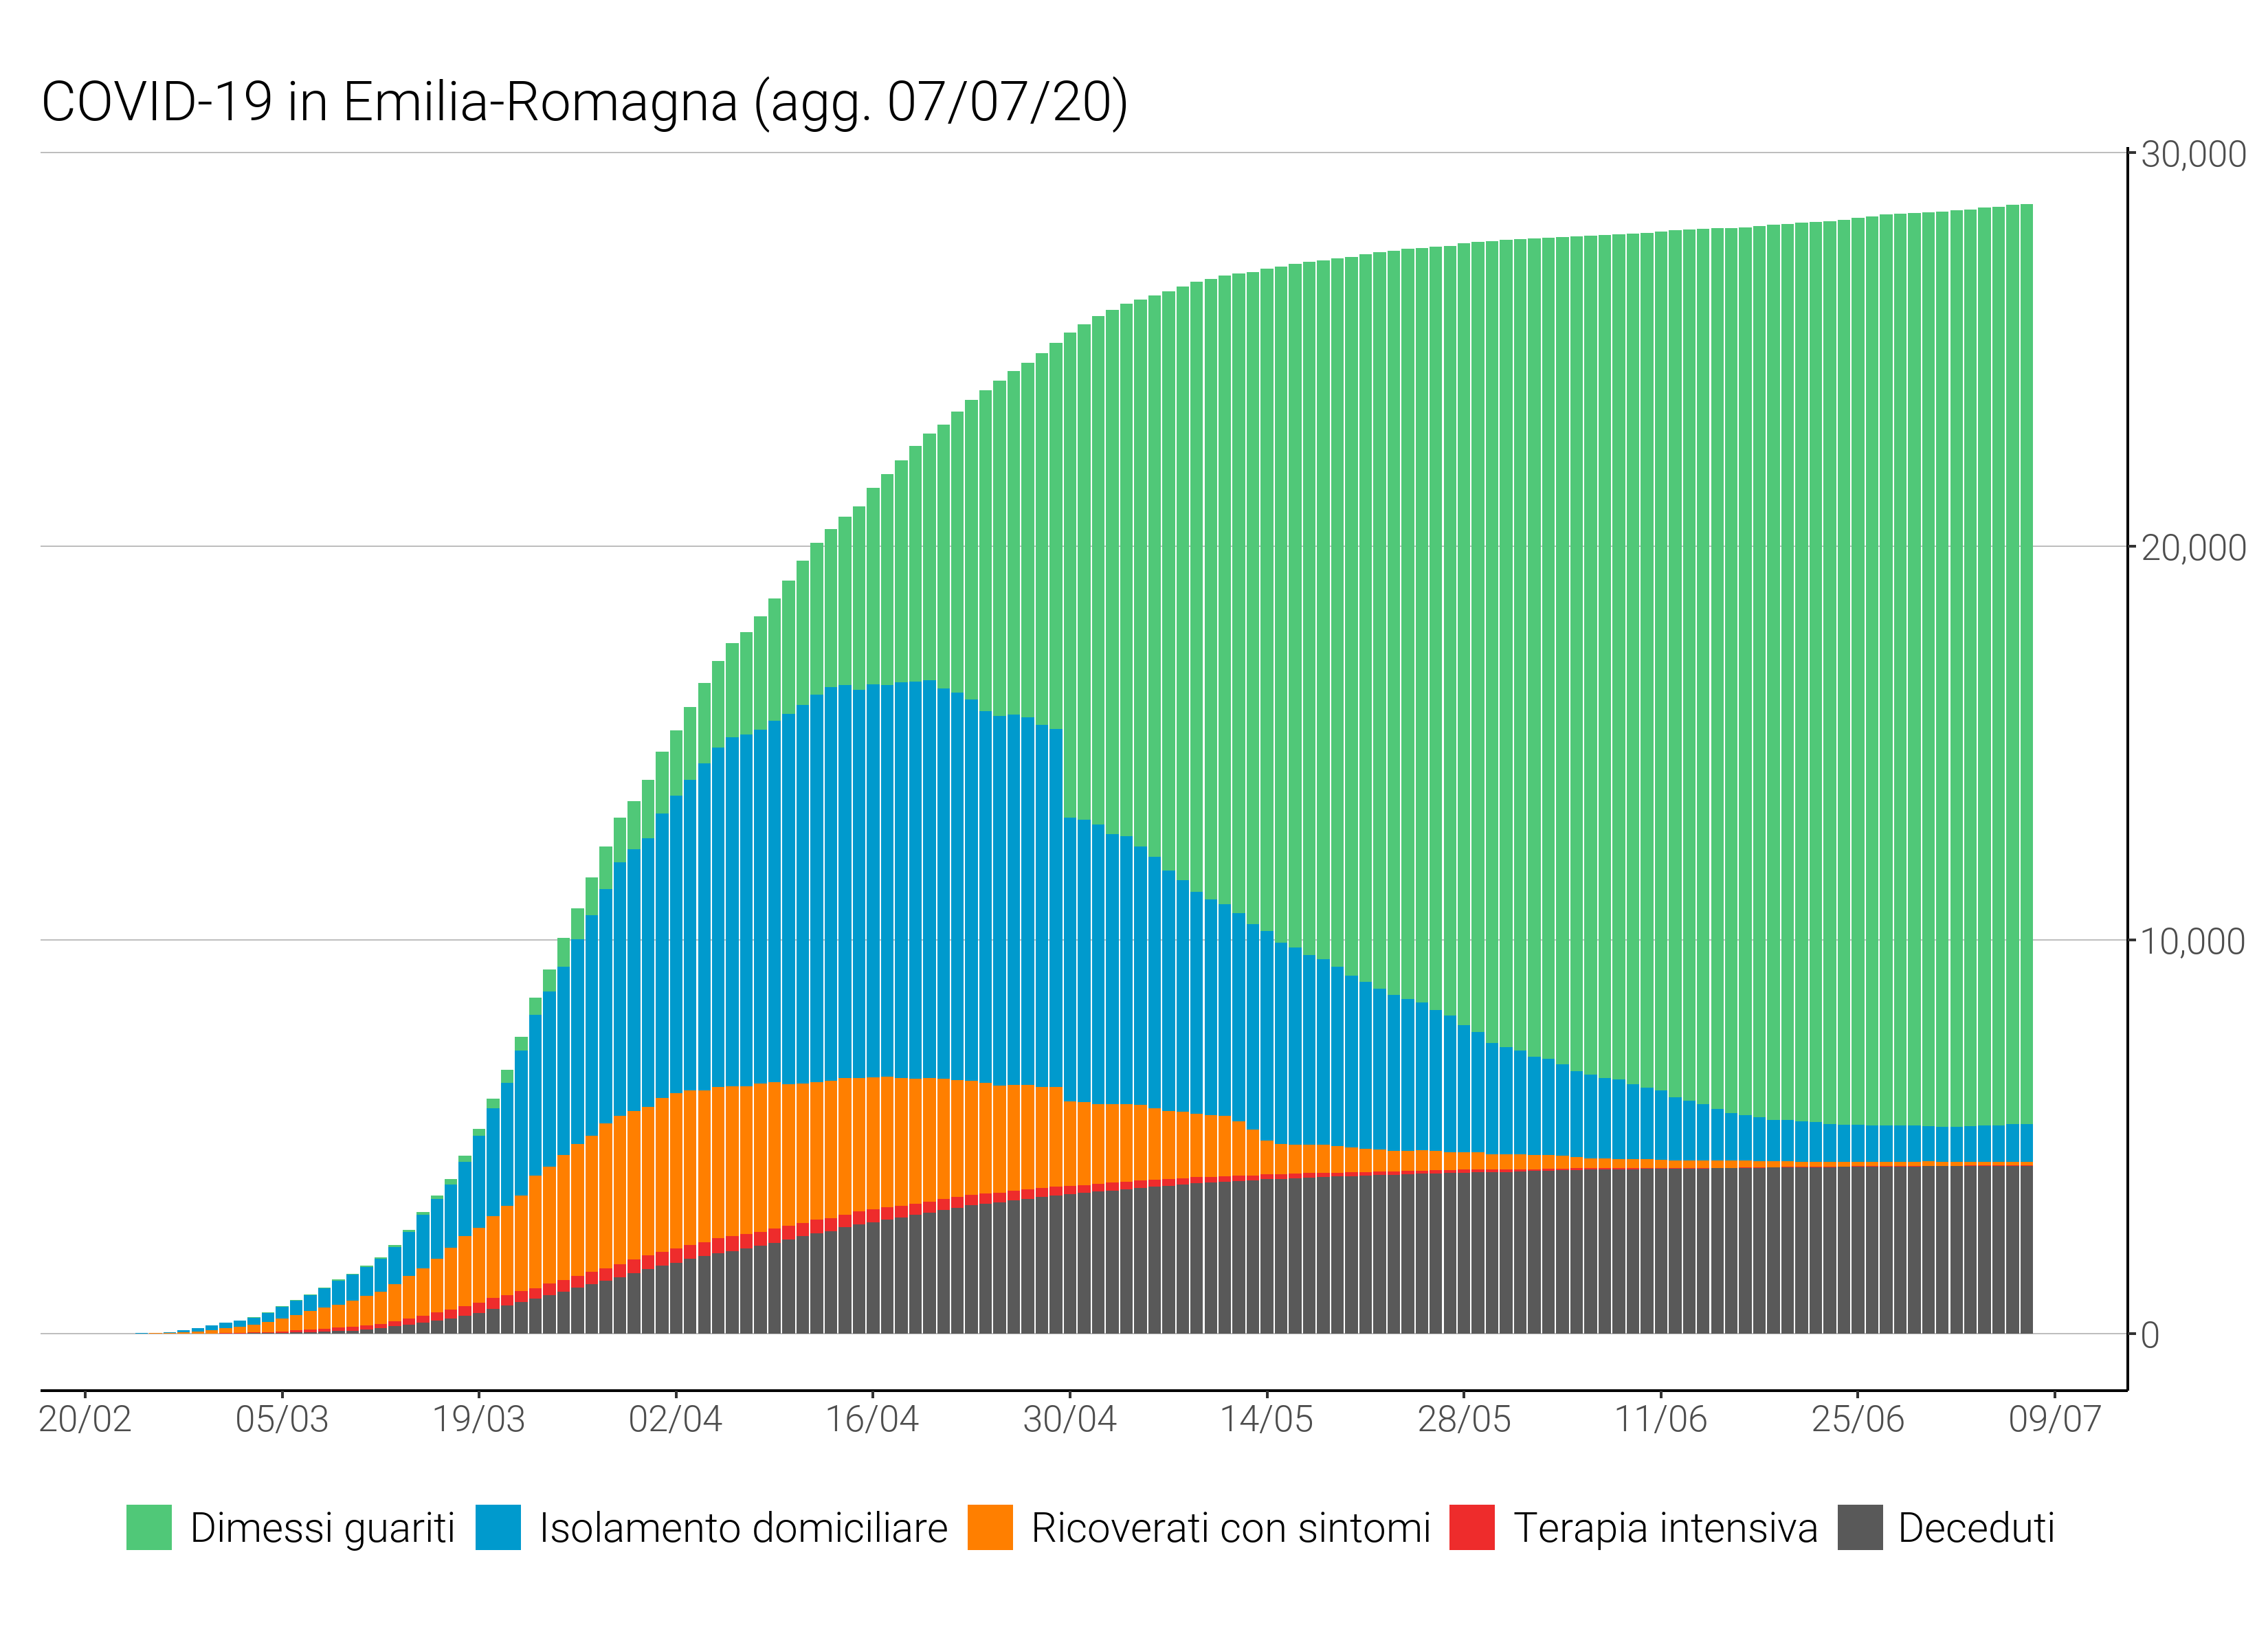 COVID-19 in Emilia-Romagna (agg. 07/07/20)
30,000
20,000
10,000
0
20/02 05/03 19/03 02/04 16/04 30/04 14/05 28/05 11/06 25/06 09/07
Dimessi guariti Isolamento domiciliare Ricoverati con sintomi Terapia intensiva Deceduti